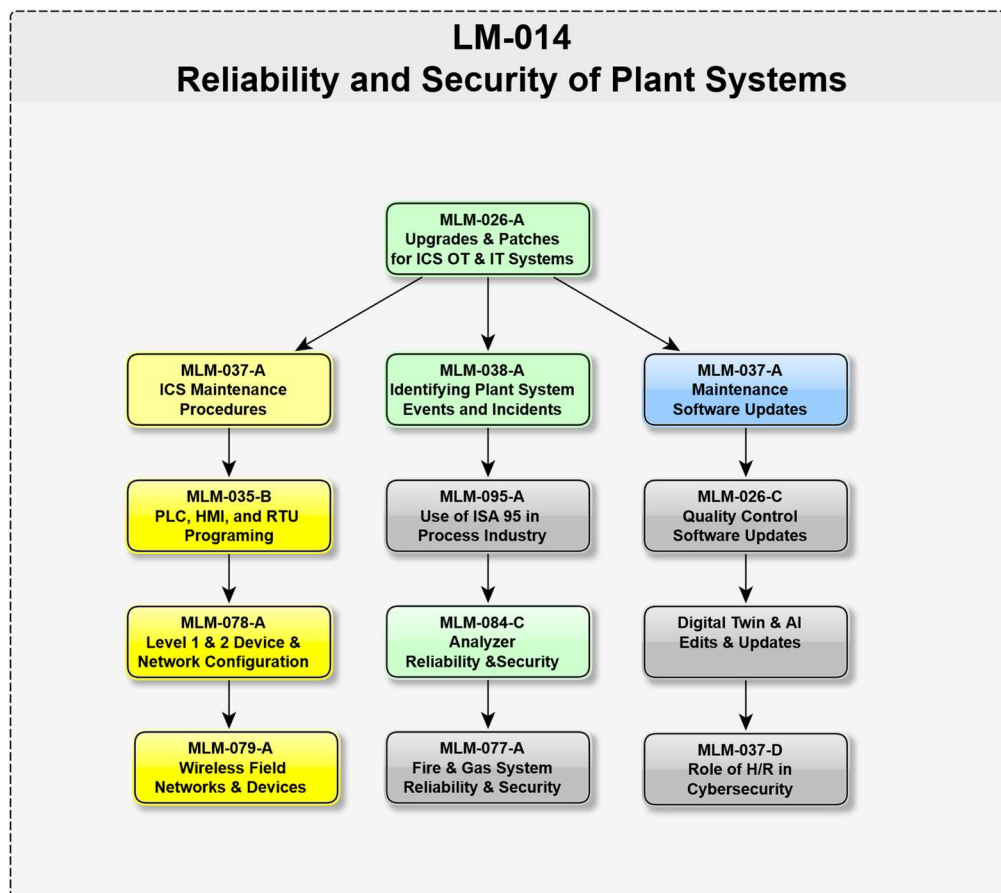 LM-014
Reliability and Security of Plant Systems
MLM-026-A
Upgrades & Patches
for ICS OT & IT Systems
MLM-037-A
ICS Maintenance
Procedures
MLM-038-A
Identifying Plant System
Events and Incidents
MLM-037-A
Maintenance
Software Updates
MLM-035-B
PLC, HMI, and RTU
Programing
MLM-095-A
Use of ISA 95 in
Process Industry
MLM-026-C
Quality Control
Software Updates
MLM-078-A
Level 1 & 2 Device &
Network Configuration
MLM-084-C
Analyzer
Reliability &Security
Digital Twin & AI
Edits & Updates
MLM-079-A
Wireless Field
Networks & Devices
MLM-077-A
Fire & Gas System
Reliability & Security
MLM-037-D
Role of H/R in
Cybersecurity